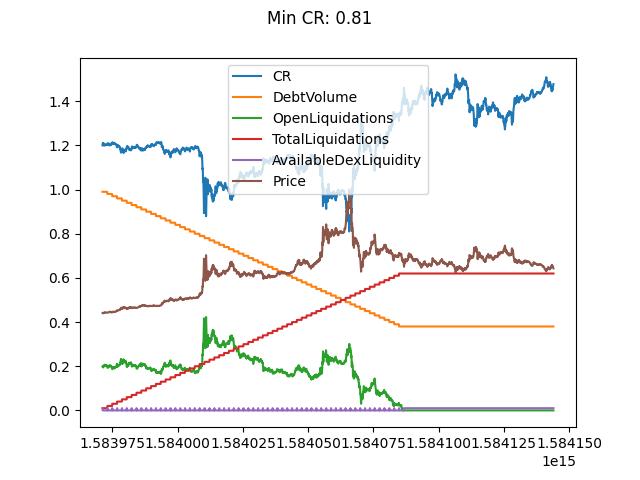 Min CR: 0.81
CR
DebtVolume
OpenLiquidations
TotalLiquidations
AvailableDexLiquidity
Price
1.4
1.2
1.0
0.8
0.6
0.4
0.2
0.0
1.583975 1.584000 1.584025 1.584050 1.584075 1.584100 1.584125 1.584150
1e15